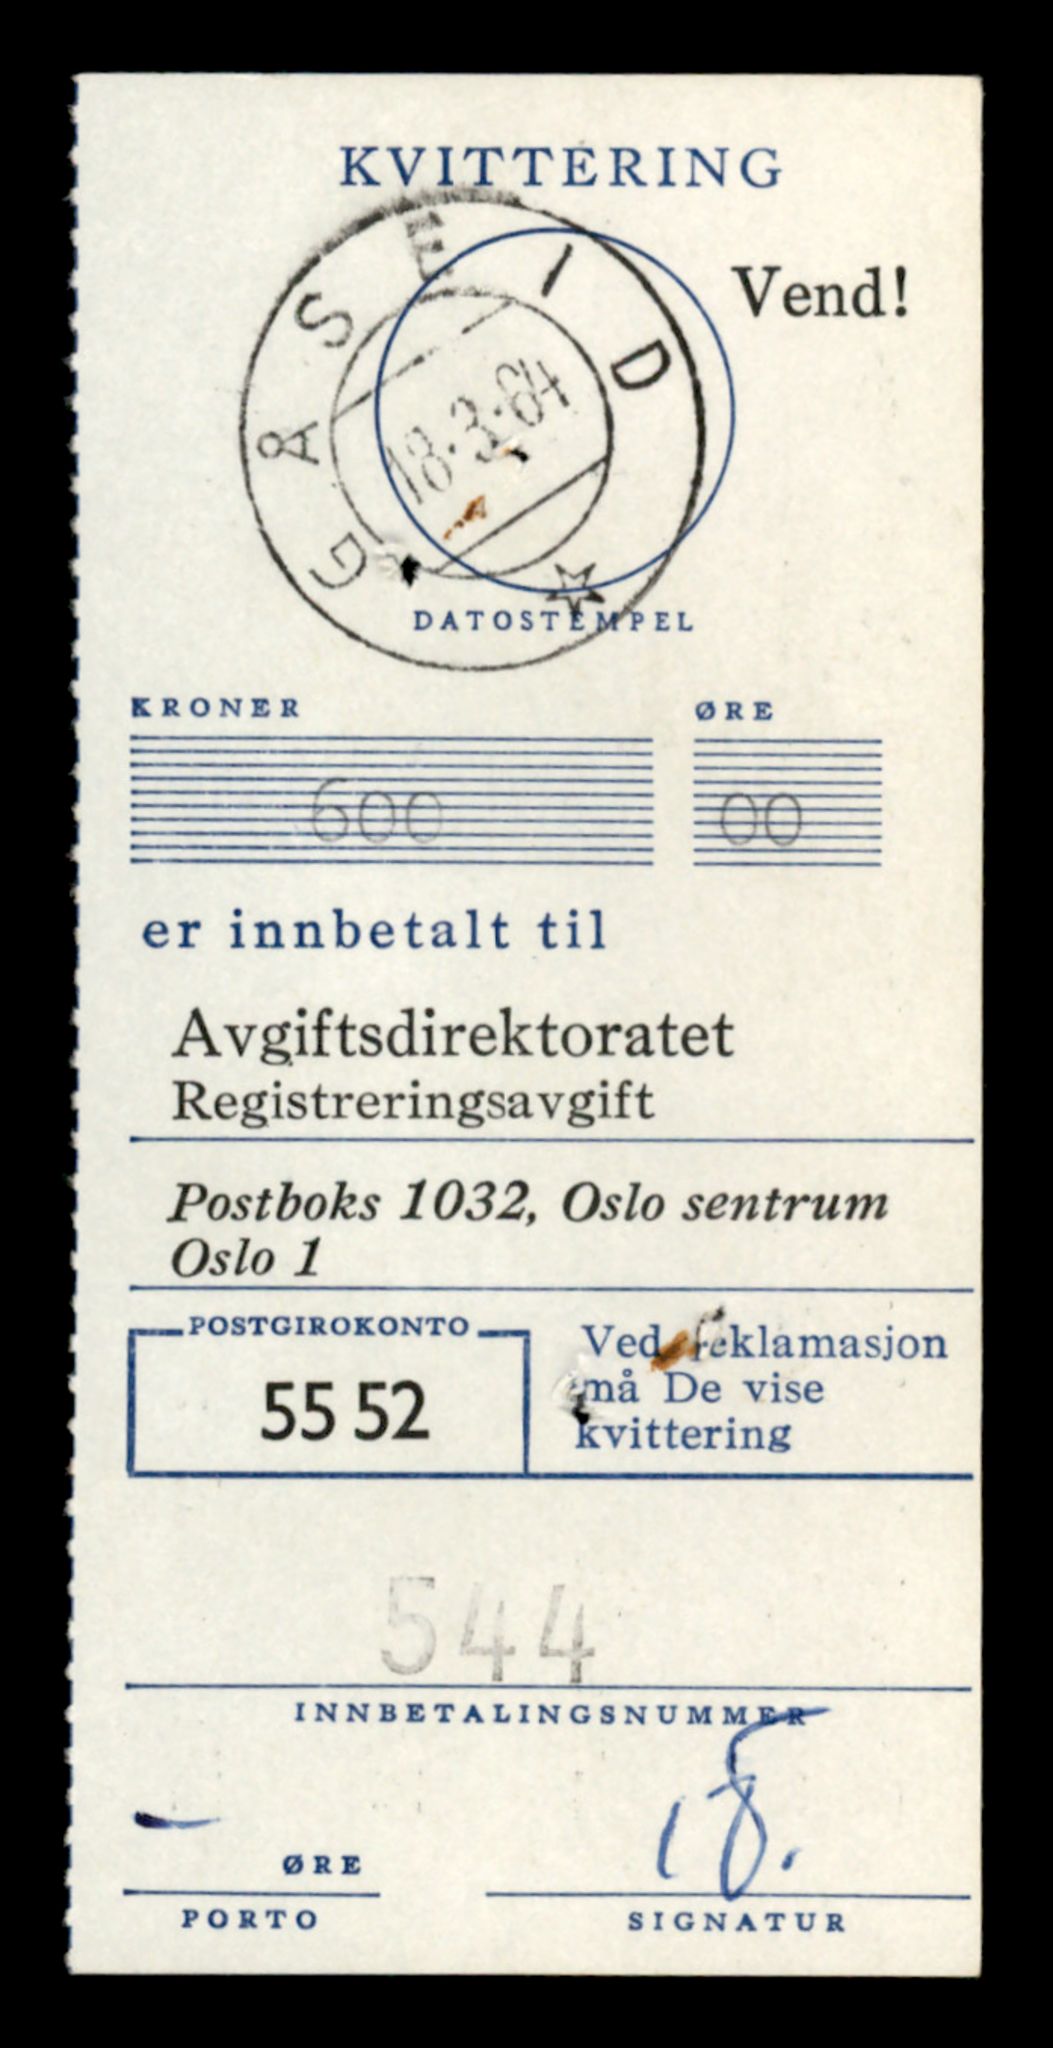 KVITTERING
Vend!
GÅSEID
18.3.64
DATOSTEMPEL
KRONER ØRE
600 00
er innbetalt til
Avgiftsdirektoratet
Registreringsavgift
Postboks 1032, Oslo sentrum
Oslo 1
POSTGIROKONTO
55 52
Ved reklamasjon
må De vise
kvittering
544
INNBETALINGSNUMMER
ØRE
PORTO
SIGNATUR